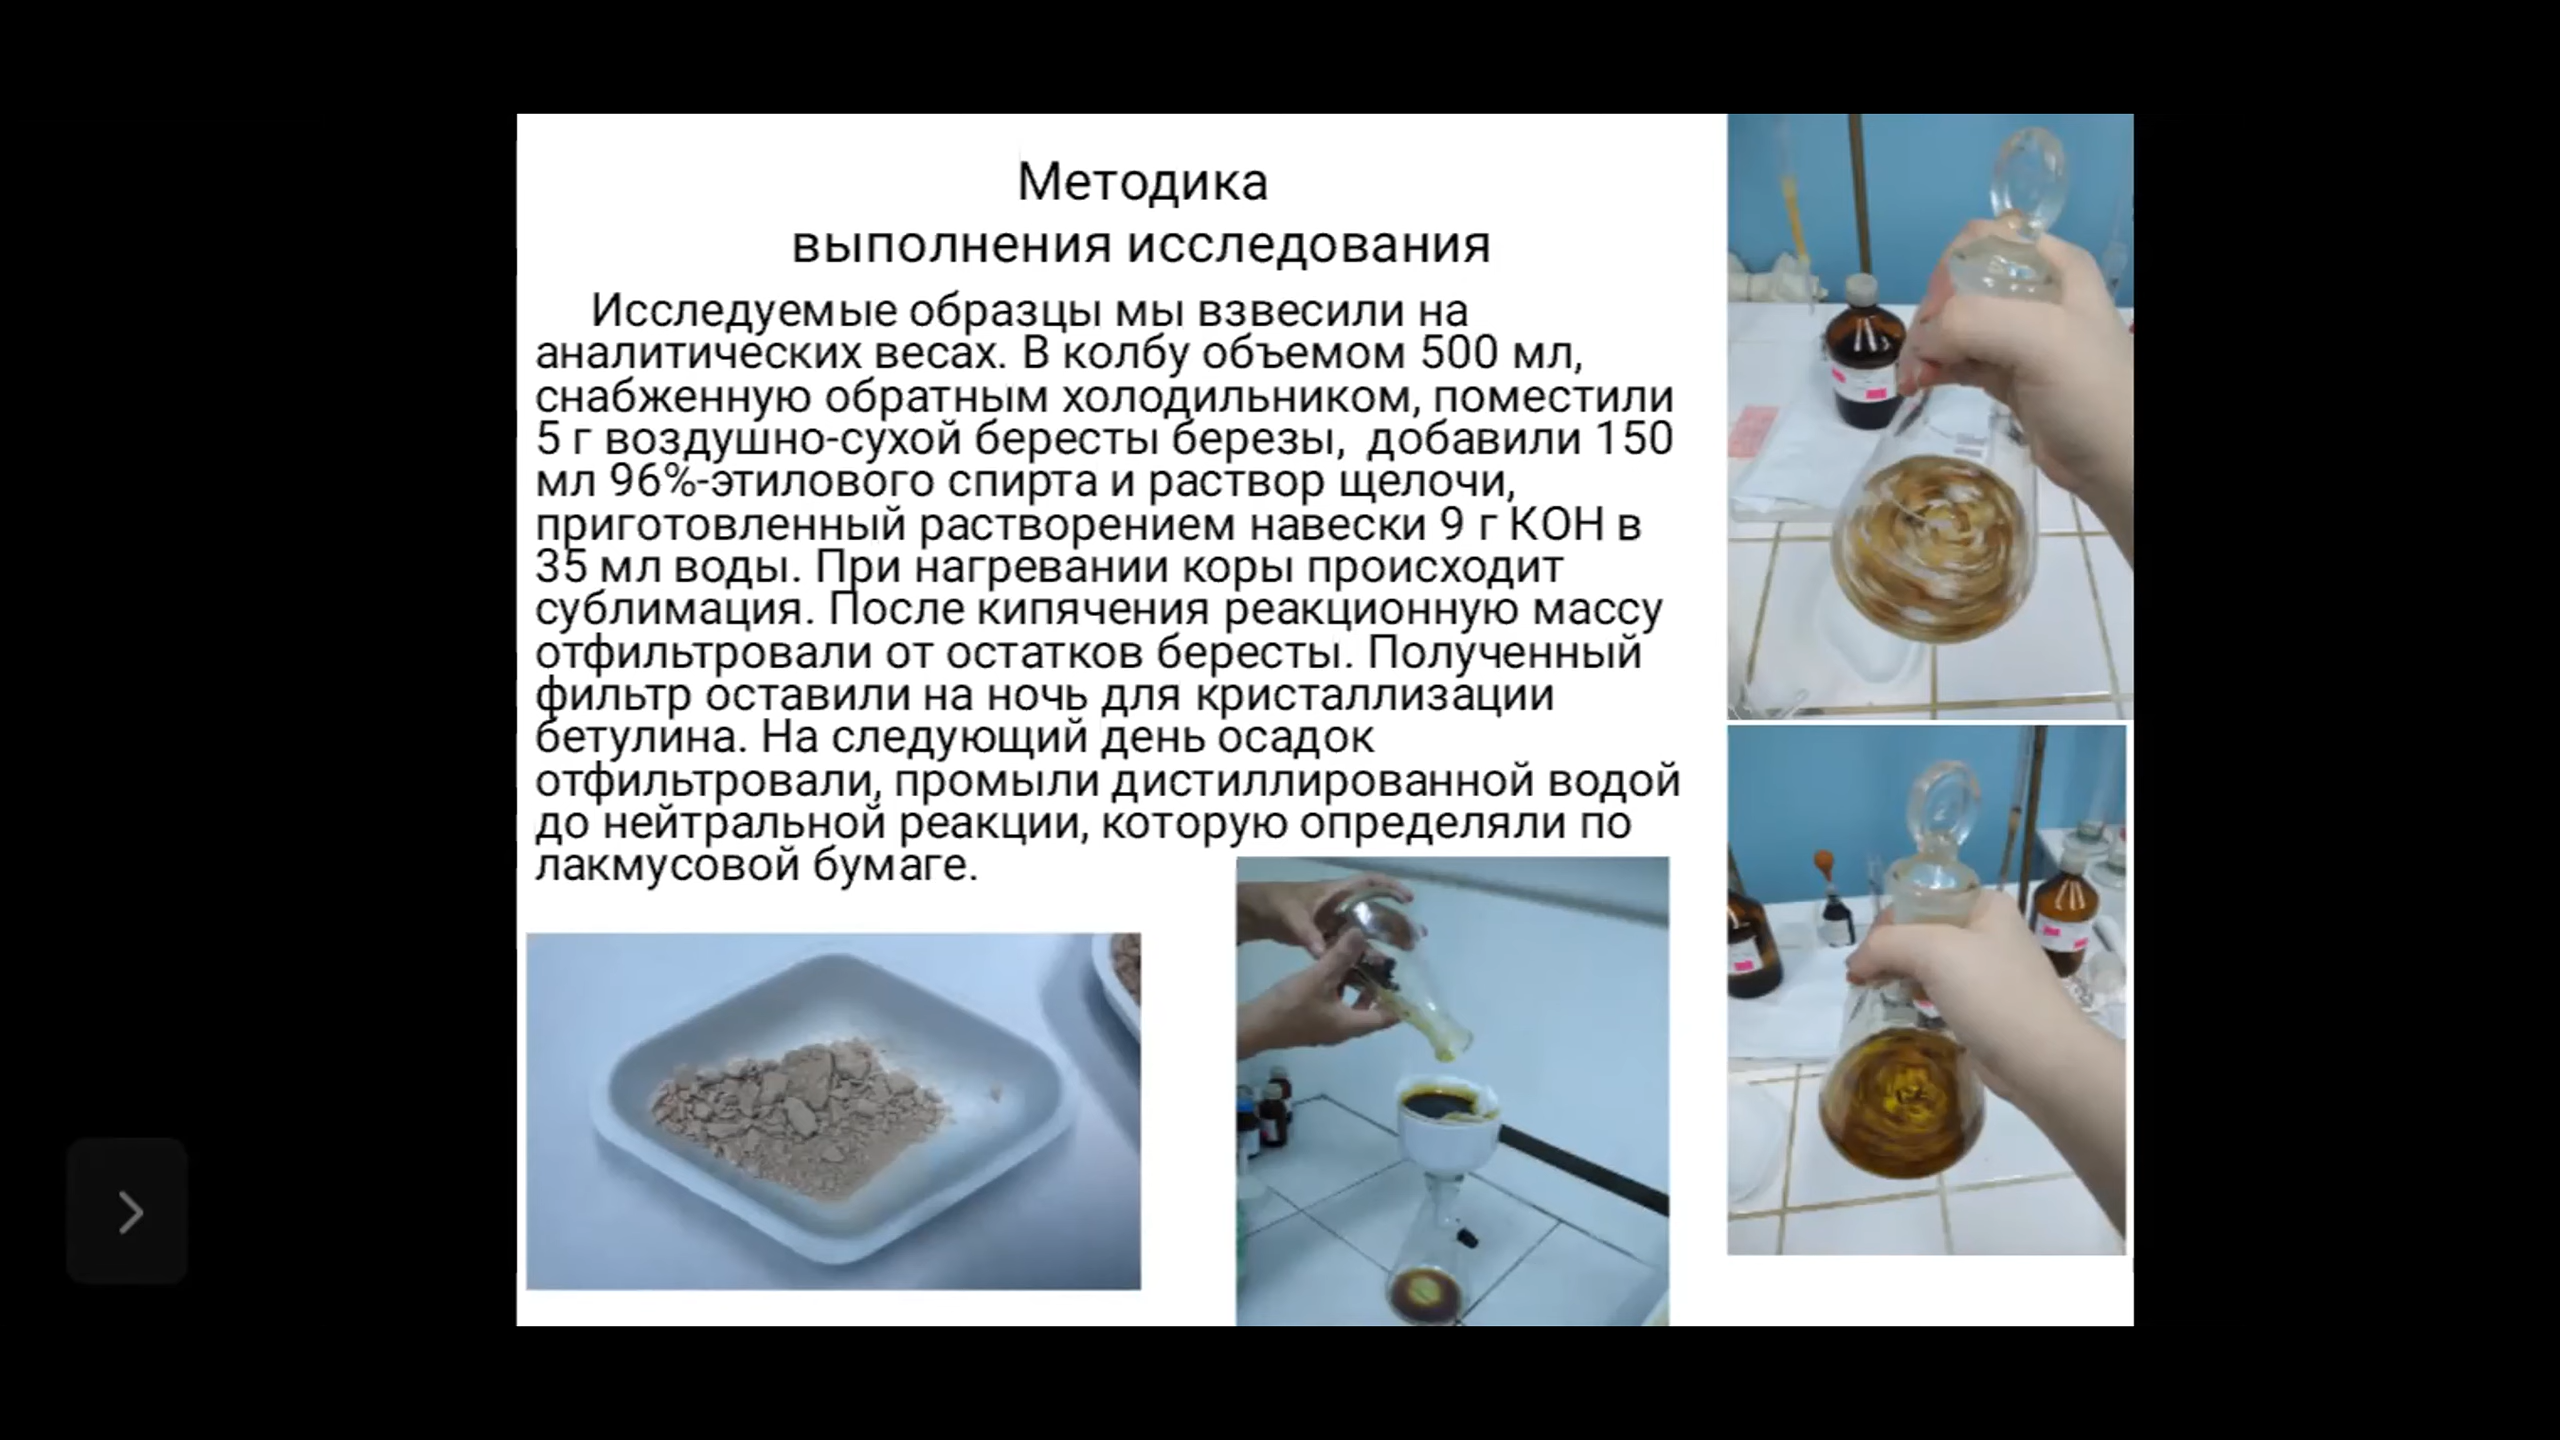 Методика
выполнения исследования
Исследуемые образцы мы взвесили на
аналитических весах. В колбу объемом 500 мл,
снабженную обратным холодильником, поместили
5 г воздушно-сухой бересты березы, добавили 150
мл 96%-этилового спирта и раствор щелочи,
приготовленный растворением навески 9 г КОН в
35 мл воды. При нагревании коры происходит
сублимация. После кипячения реакционную массу
отфильтровали от остатков бересты. Полученный
фильтр оставили на ночь для кристаллизации
бетулина. На следующий день осадок
отфильтровали, промыли дистиллированной водой
до нейтральной реакции, которую определяли по
лакмусовой бумаге.